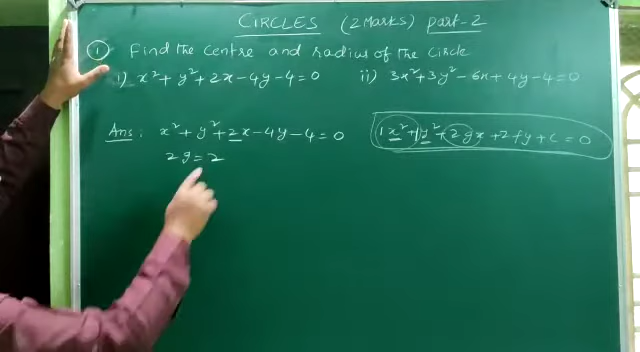 CIRCLES (2 Marks) part-2
① Find the centre and radius of the circle
i) x²+y²+2x-4y-4=0 ii) 3x²+3y²-6x+4y-4=0
Ans: x²+y²+2x-4y-4=0 1x²+1y²+2gx+2fy+c=0
2g=2